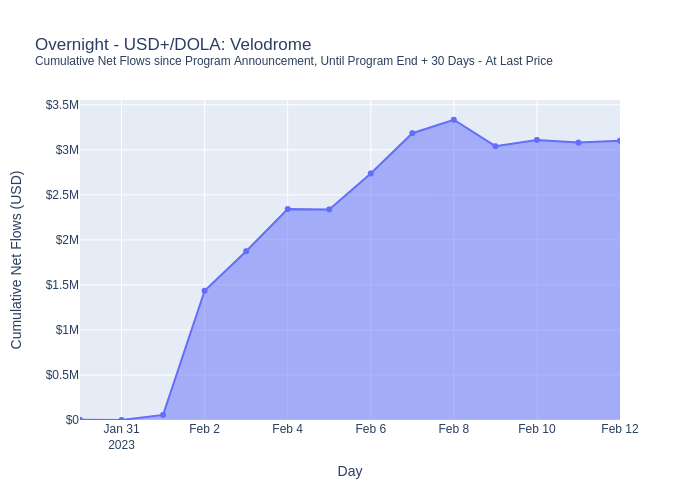 Overnight - USD+/DOLA: Velodrome
Cumulative Net Flows since Program Announcement, Until Program End + 30 Days - At Last Price
$3.5M
$3M
$2.5M
$2M
$1.5M
$1M
$0.5M
$0
Cumulative Net Flows (USD)
Jan 31 Feb 2 Feb 4 Feb 6 Feb 8 Feb 10 Feb 12
2023
Day